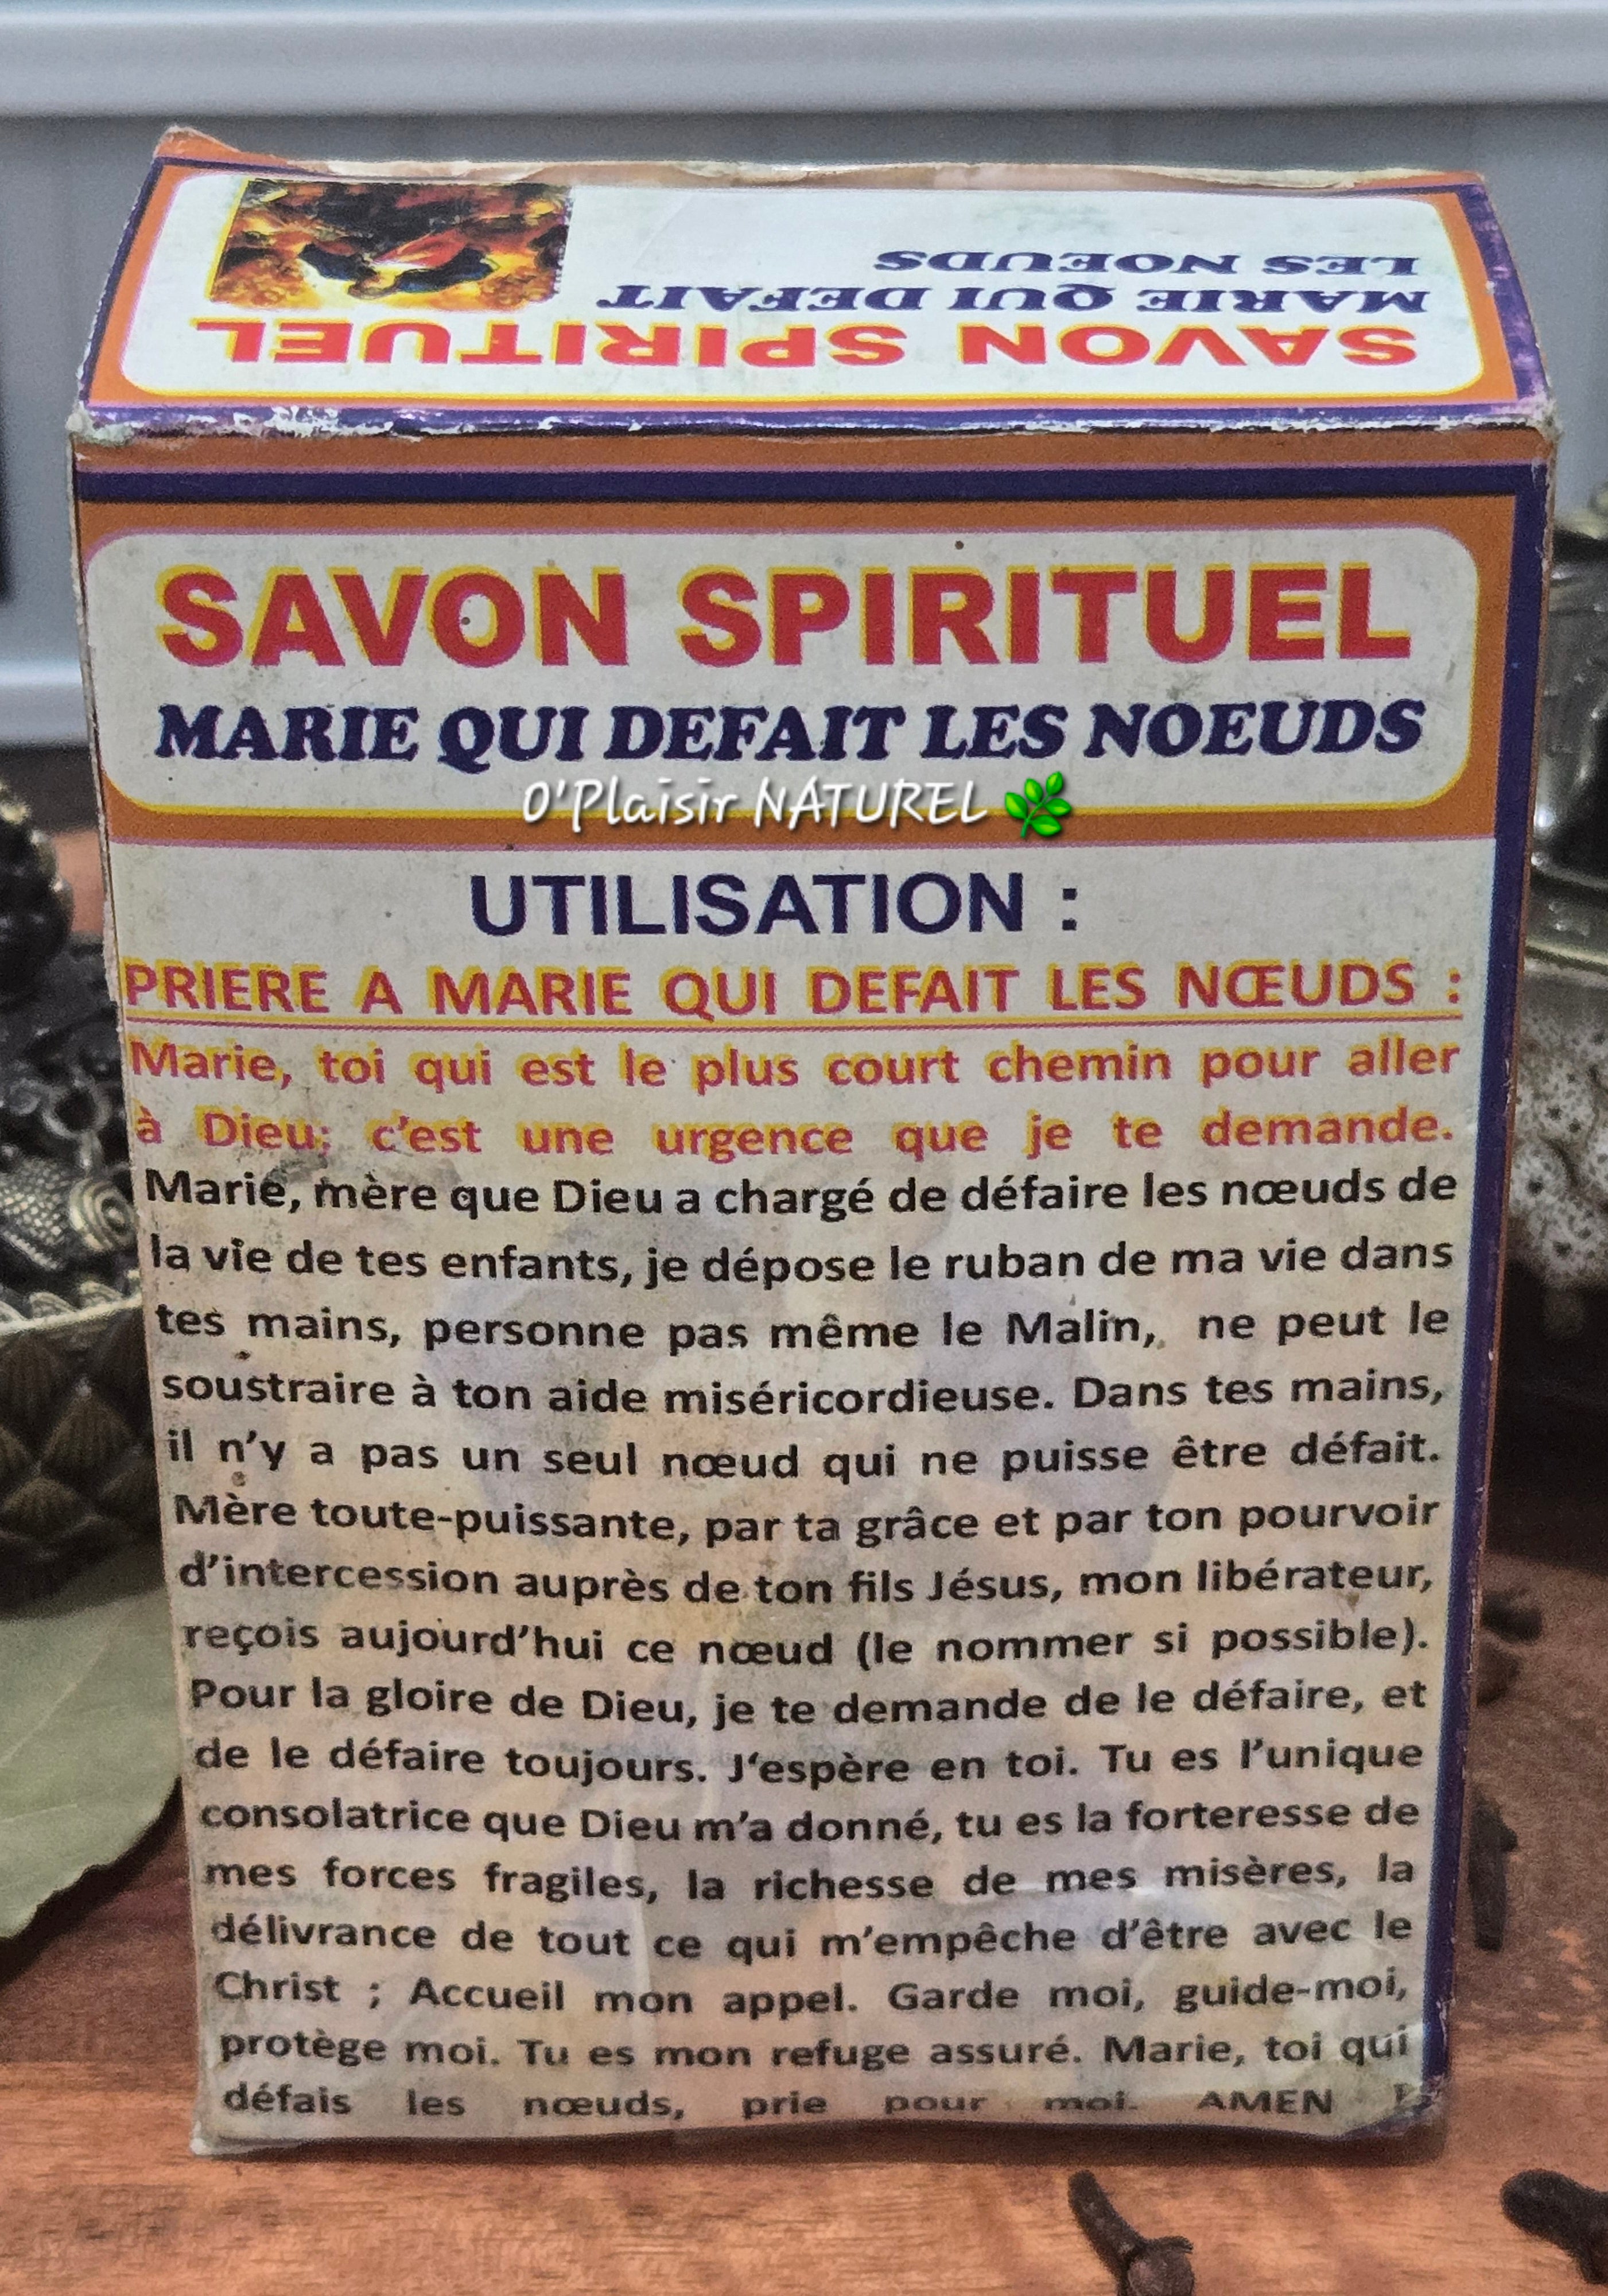 SAVON SPIRITUEL
MARIE QUI DEFAIT
LES NOEUDS
SAVON SPIRITUEL
MARIE QUI DEFAIT LES NOEUDS
O'Plaisir NATUREL 🌿
UTILISATION :
PRIERE A MARIE QUI DEFAIT LES NŒUDS :
Marie, toi qui est le plus court chemin pour aller
à Dieu; c'est une urgence que je te demande.
Marie, mère que Dieu a chargé de défaire les nœuds de
la vie de tes enfants, je dépose le ruban de ma vie dans
tes mains, personne pas même le Malin, ne peut le
soustraire à ton aide miséricordieuse. Dans tes mains,
il n'y a pas un seul nœud qui ne puisse être défait.
Mère toute-puissante, par ta grâce et par ton pourvoir
d'intercession auprès de ton fils Jésus, mon libérateur,
reçois aujourd'hui ce nœud (le nommer si possible).
Pour la gloire de Dieu, je te demande de le défaire, et
de le défaire toujours. J'espère en toi. Tu es l'unique
consolatrice que Dieu m'a donné, tu es la forteresse de
mes forces fragiles, la richesse de mes misères, la
délivrance de tout ce qui m'empêche d'être avec le
Christ ; Accueil mon appel. Garde moi, guide-moi,
protège moi. Tu es mon refuge assuré. Marie, toi qui
défais les nœuds, prie pour moi. AMEN